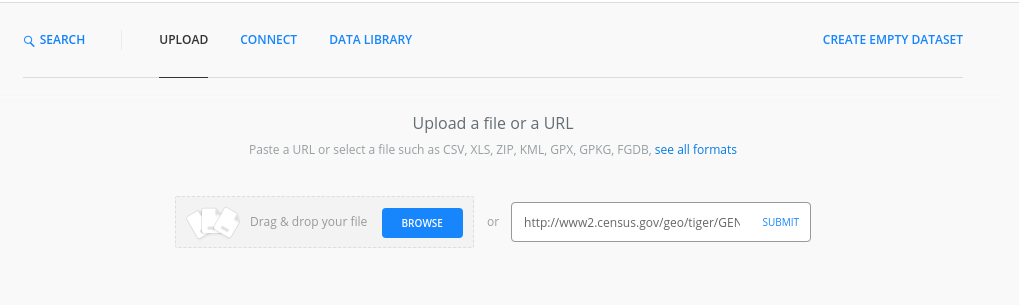 SEARCH UPLOAD CONNECT DATA LIBRARY CREATE EMPTY DATASET
Upload a file or a URL
Paste a URL or select a file such as CSV, XLS, ZIP, KML, GPX, GPKG, FGDB, see all formats
Drag & drop your file BROWSE or http://www2.census.gov/geo/tiger/GEN SUBMIT